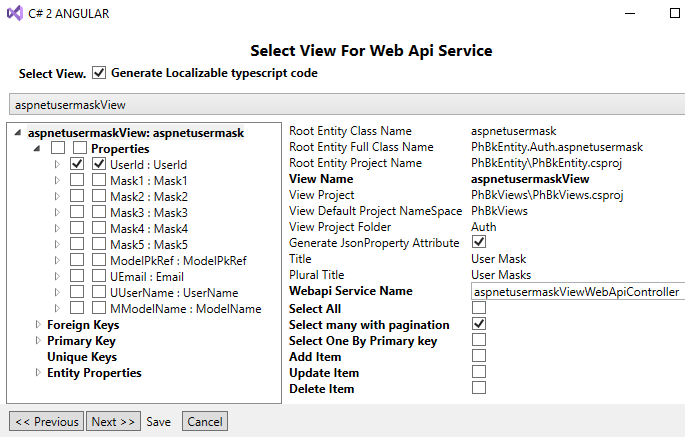 C# 2 ANGULAR
Select View For Web Api Service
Select View. Generate Localizable typescript code
aspnetusermaskView
aspnetusermaskView: aspnetusermask
Properties
UserId : UserId
Mask1 : Mask1
Mask2 : Mask2
Mask3 : Mask3
Mask4 : Mask4
Mask5 : Mask5
ModelPkRef : ModelPkRef
UEmail : Email
UUserName : UserName
MModelName : ModelName
Foreign Keys
Primary Key
Unique Keys
Entity Properties
Root Entity Class Name aspnetusermask
Root Entity Full Class Name PhBkEntity.Auth.aspnetusermask
Root Entity Project Name PhBkEntity\PhBkEntity.csproj
View Name aspnetusermaskView
View Project PhBkViews\PhBkViews.csproj
View Default Project NameSpace PhBkViews
View Project Folder Auth
Generate JsonProperty Attribute
Title User Mask
Plural Title User Masks
Webapi Service Name aspnetusermaskViewWebApiController
Select All
Select many with pagination
Select One By Primary key
Add Item
Update Item
Delete Item
<< Previous Next >> Save Cancel